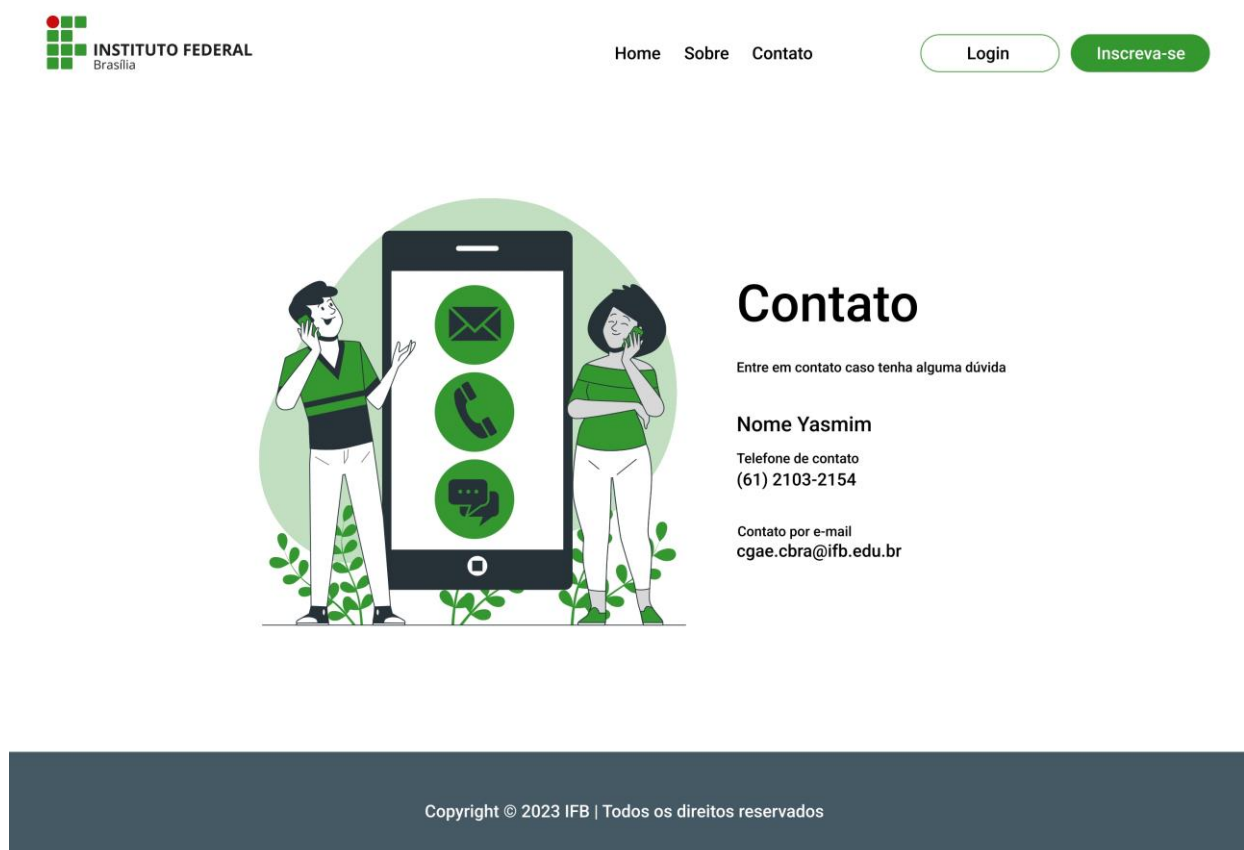 INSTITUTO FEDERAL
Brasília
Home Sobre Contato Login Inscreva-se
Contato
Entre em contato caso tenha alguma dúvida
Nome Yasmim
Telefone de contato
(61) 2103-2154
Contato por e-mail
cgae.cbra@ifb.edu.br
Copyright © 2023 IFB | Todos os direitos reservados